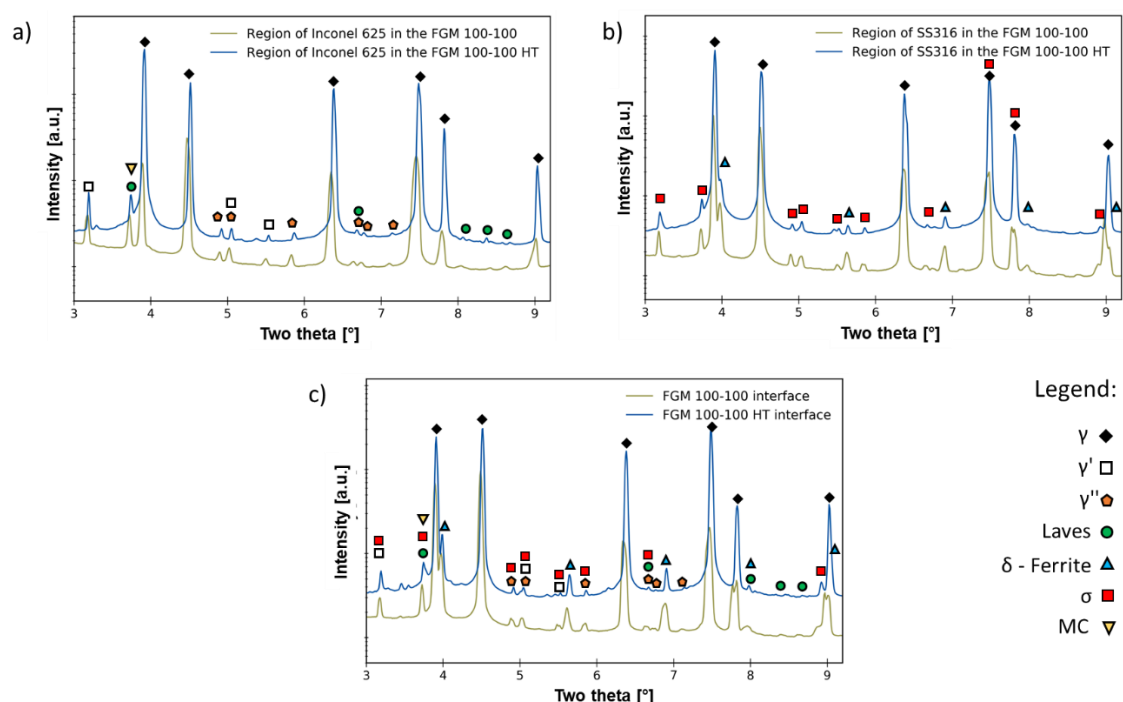 a)
Region of Inconel 625 in the FGM 100-100
Region of Inconel 625 in the FGM 100-100 HT
Intensity [a.u.]
3 4 5 6 7 8 9
Two theta [°]
b)
Region of SS316 in the FGM 100-100
Region of SS316 in the FGM 100-100 HT
Intensity [a.u.]
3 4 5 6 7 8 9
Two theta [°]
c)
FGM 100-100 interface
FGM 100-100 HT interface
Intensity [a.u.]
3 4 5 6 7 8 9
Two theta [°]
Legend:
γ
γ'
γ"
Laves
δ - Ferrite
σ
MC